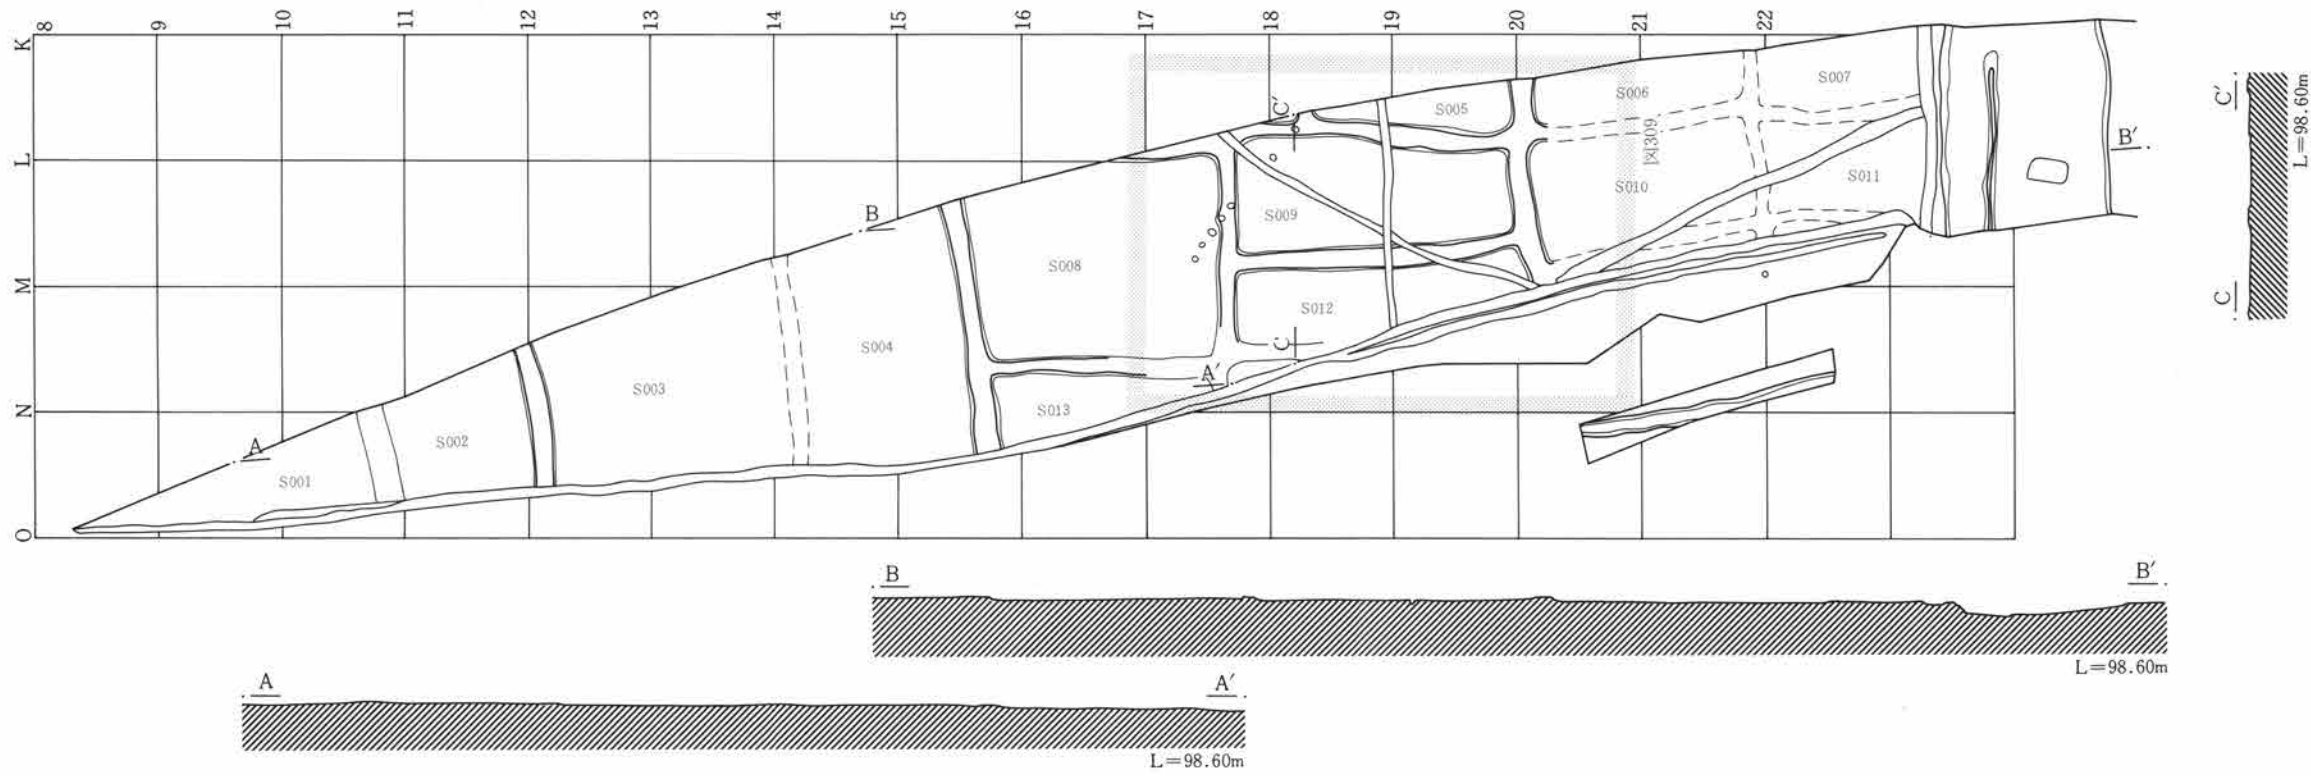 8 9 10 11 12 13 14 15 16 17 18 19 20 21 22
K
L
M
N
O
S001
S002
S003
S004
S005
S006
S007
S008
S009
S010
S011
S012
S013
図309
A
A′
B
B′
C
C′
B
B′
L=98.60m
A
A′
L=98.60m
C′
C
L=98.60m